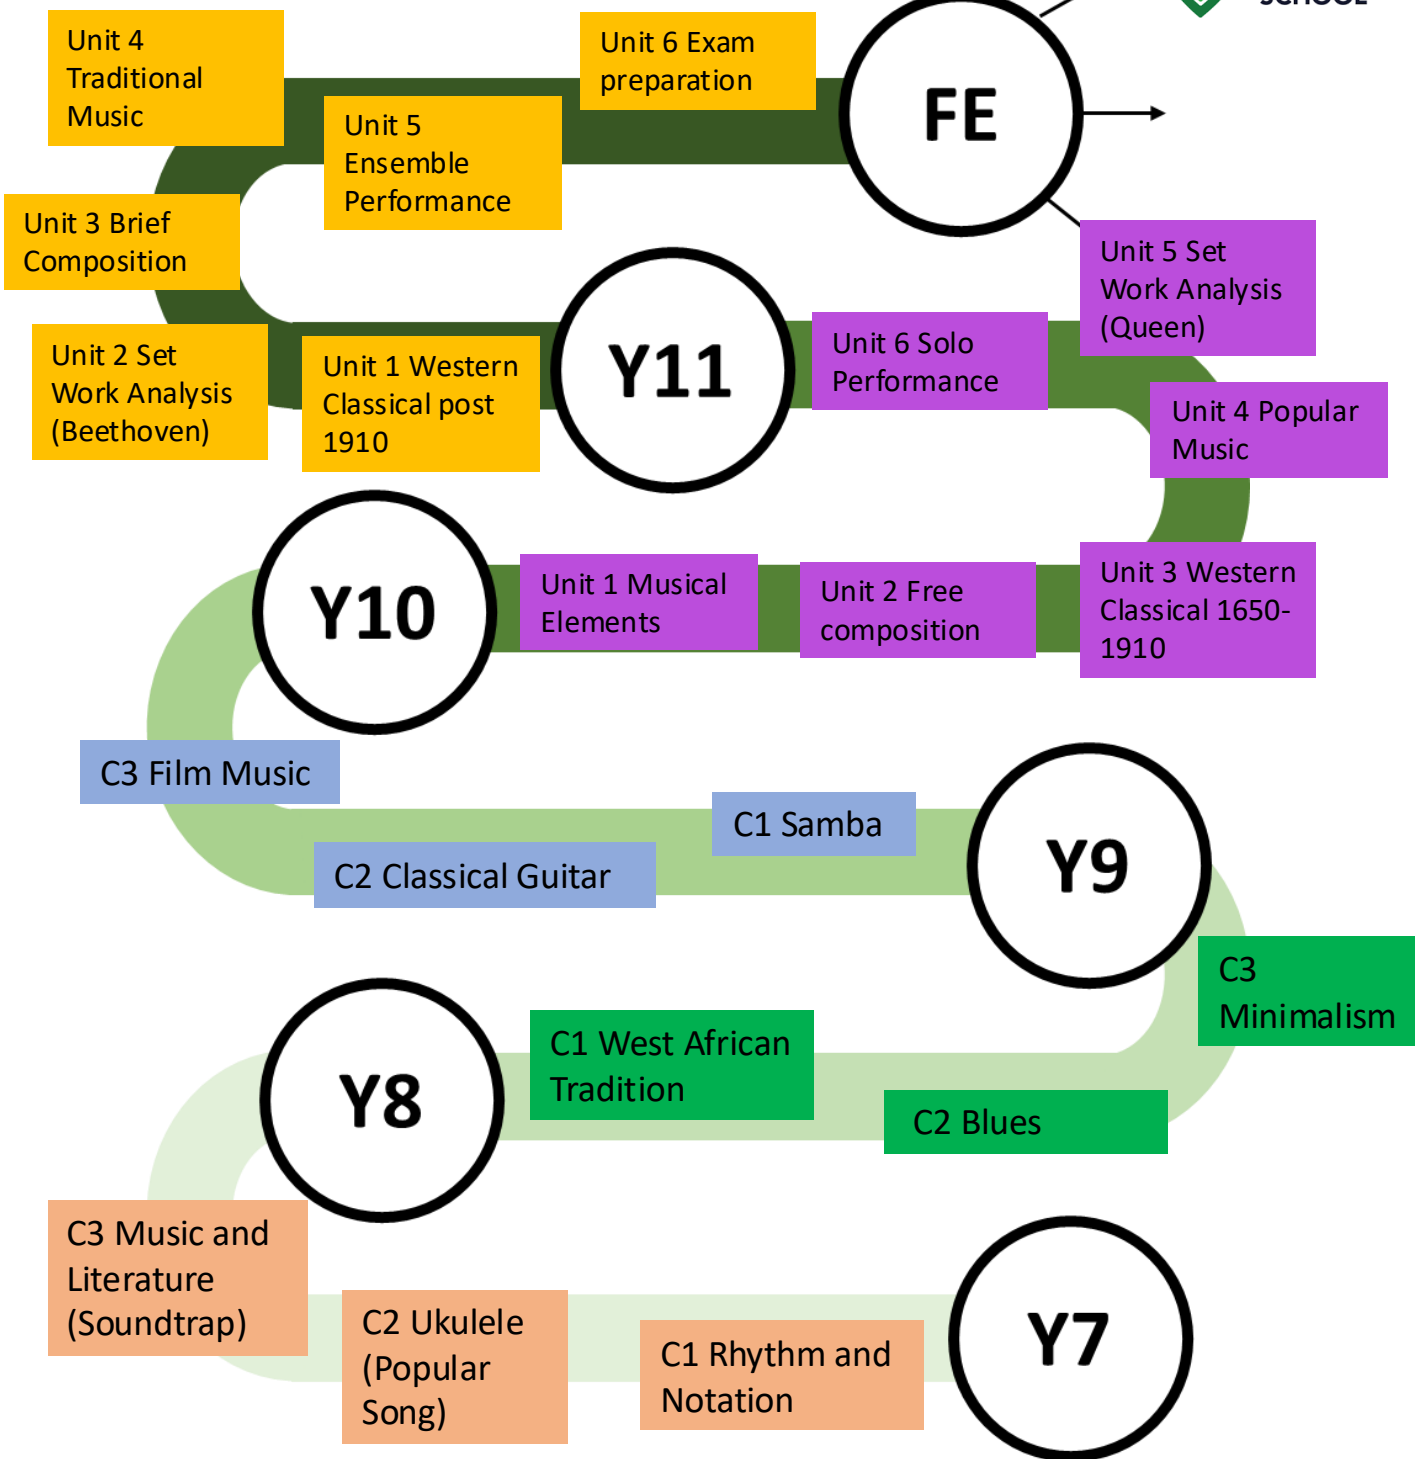 SCHOOL
Unit 4
Traditional
Music
Unit 6 Exam
preparation
FE
Unit 5
Ensemble
Performance
Unit 3 Brief
Composition
Unit 5 Set
Work Analysis
(Queen)
Unit 2 Set
Work Analysis
(Beethoven)
Unit 1 Western
Classical post
1910
Y11
Unit 6 Solo
Performance
Unit 4 Popular
Music
Y10
Unit 1 Musical
Elements
Unit 2 Free
composition
Unit 3 Western
Classical 1650-
1910
C3 Film Music
C2 Classical Guitar
C1 Samba
Y9
C3
Minimalism
Y8
C1 West African
Tradition
C2 Blues
C3 Music and
Literature
(Soundtrap)
C2 Ukulele
(Popular
Song)
C1 Rhythm and
Notation
Y7